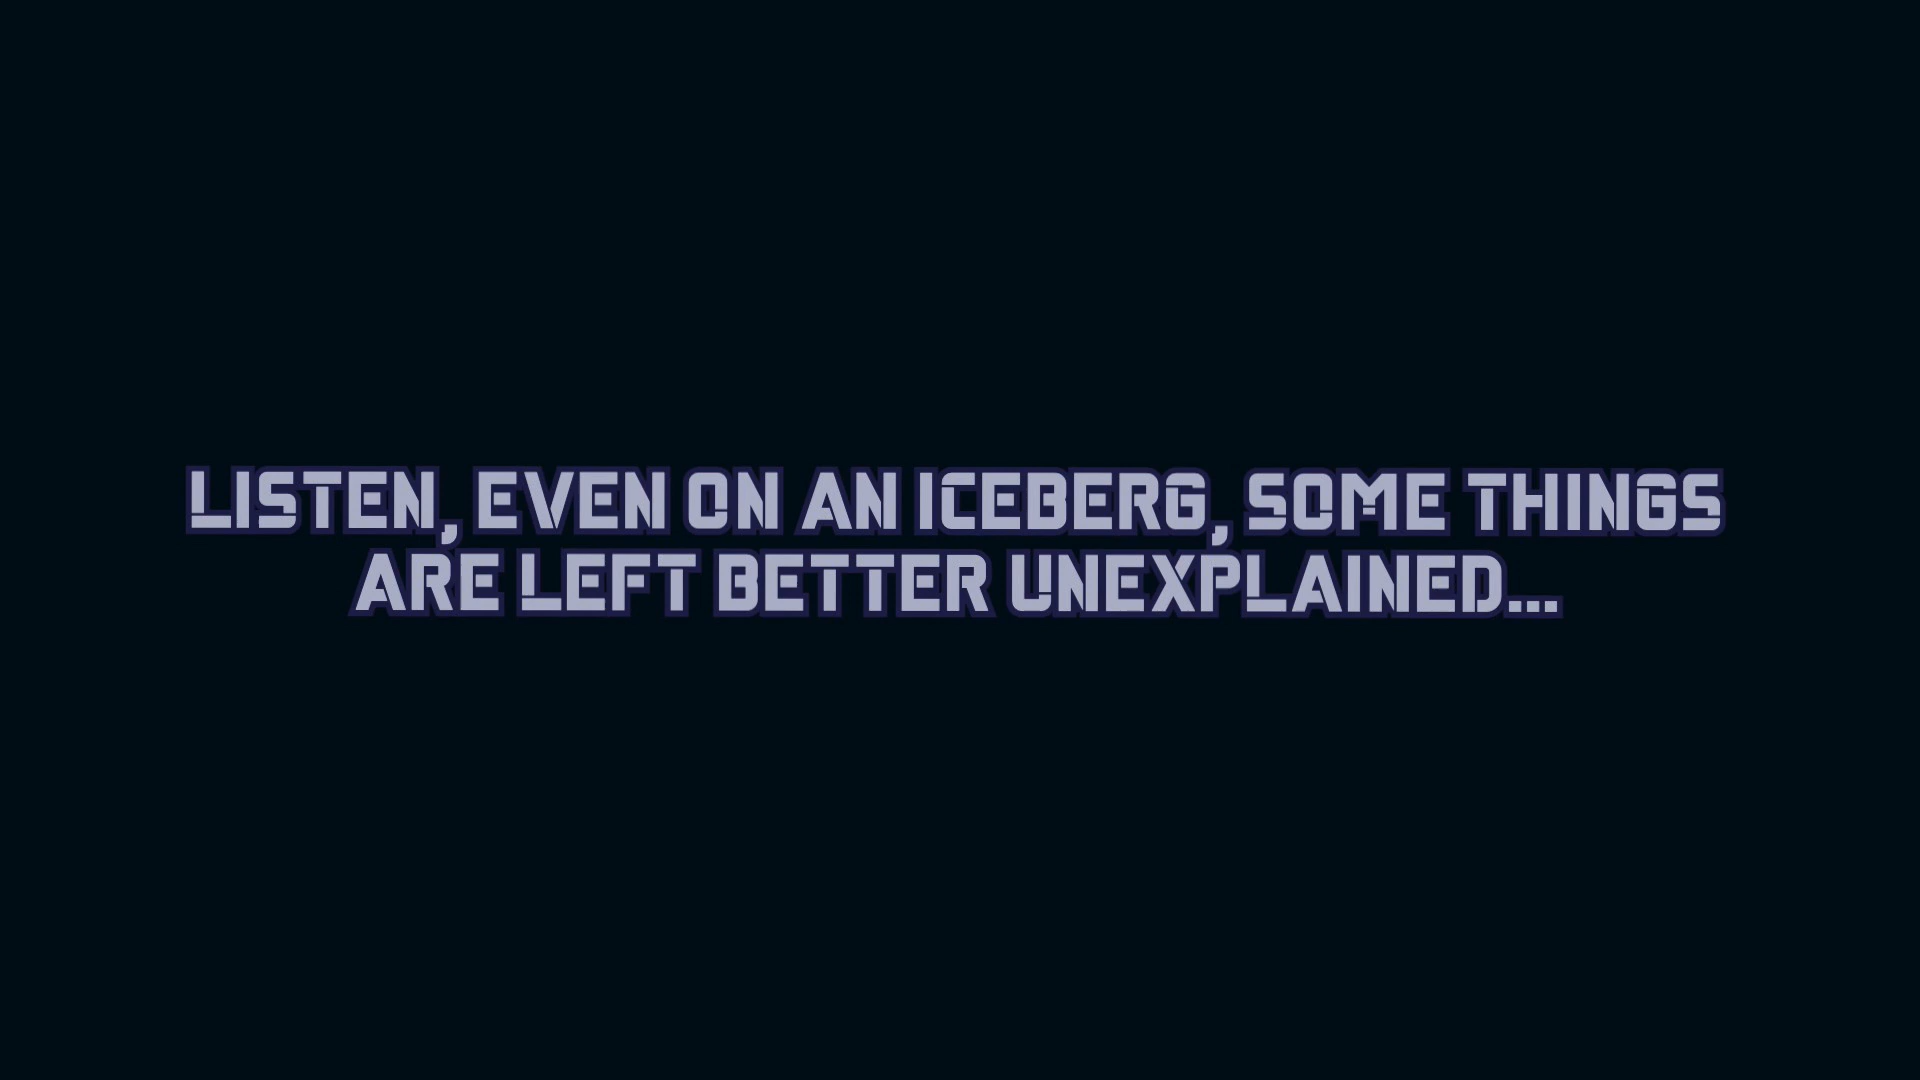 LISTEN, EVEN ON AN ICEBERG, SOME THINGS
ARE LEFT BETTER UNEXPLAINED...